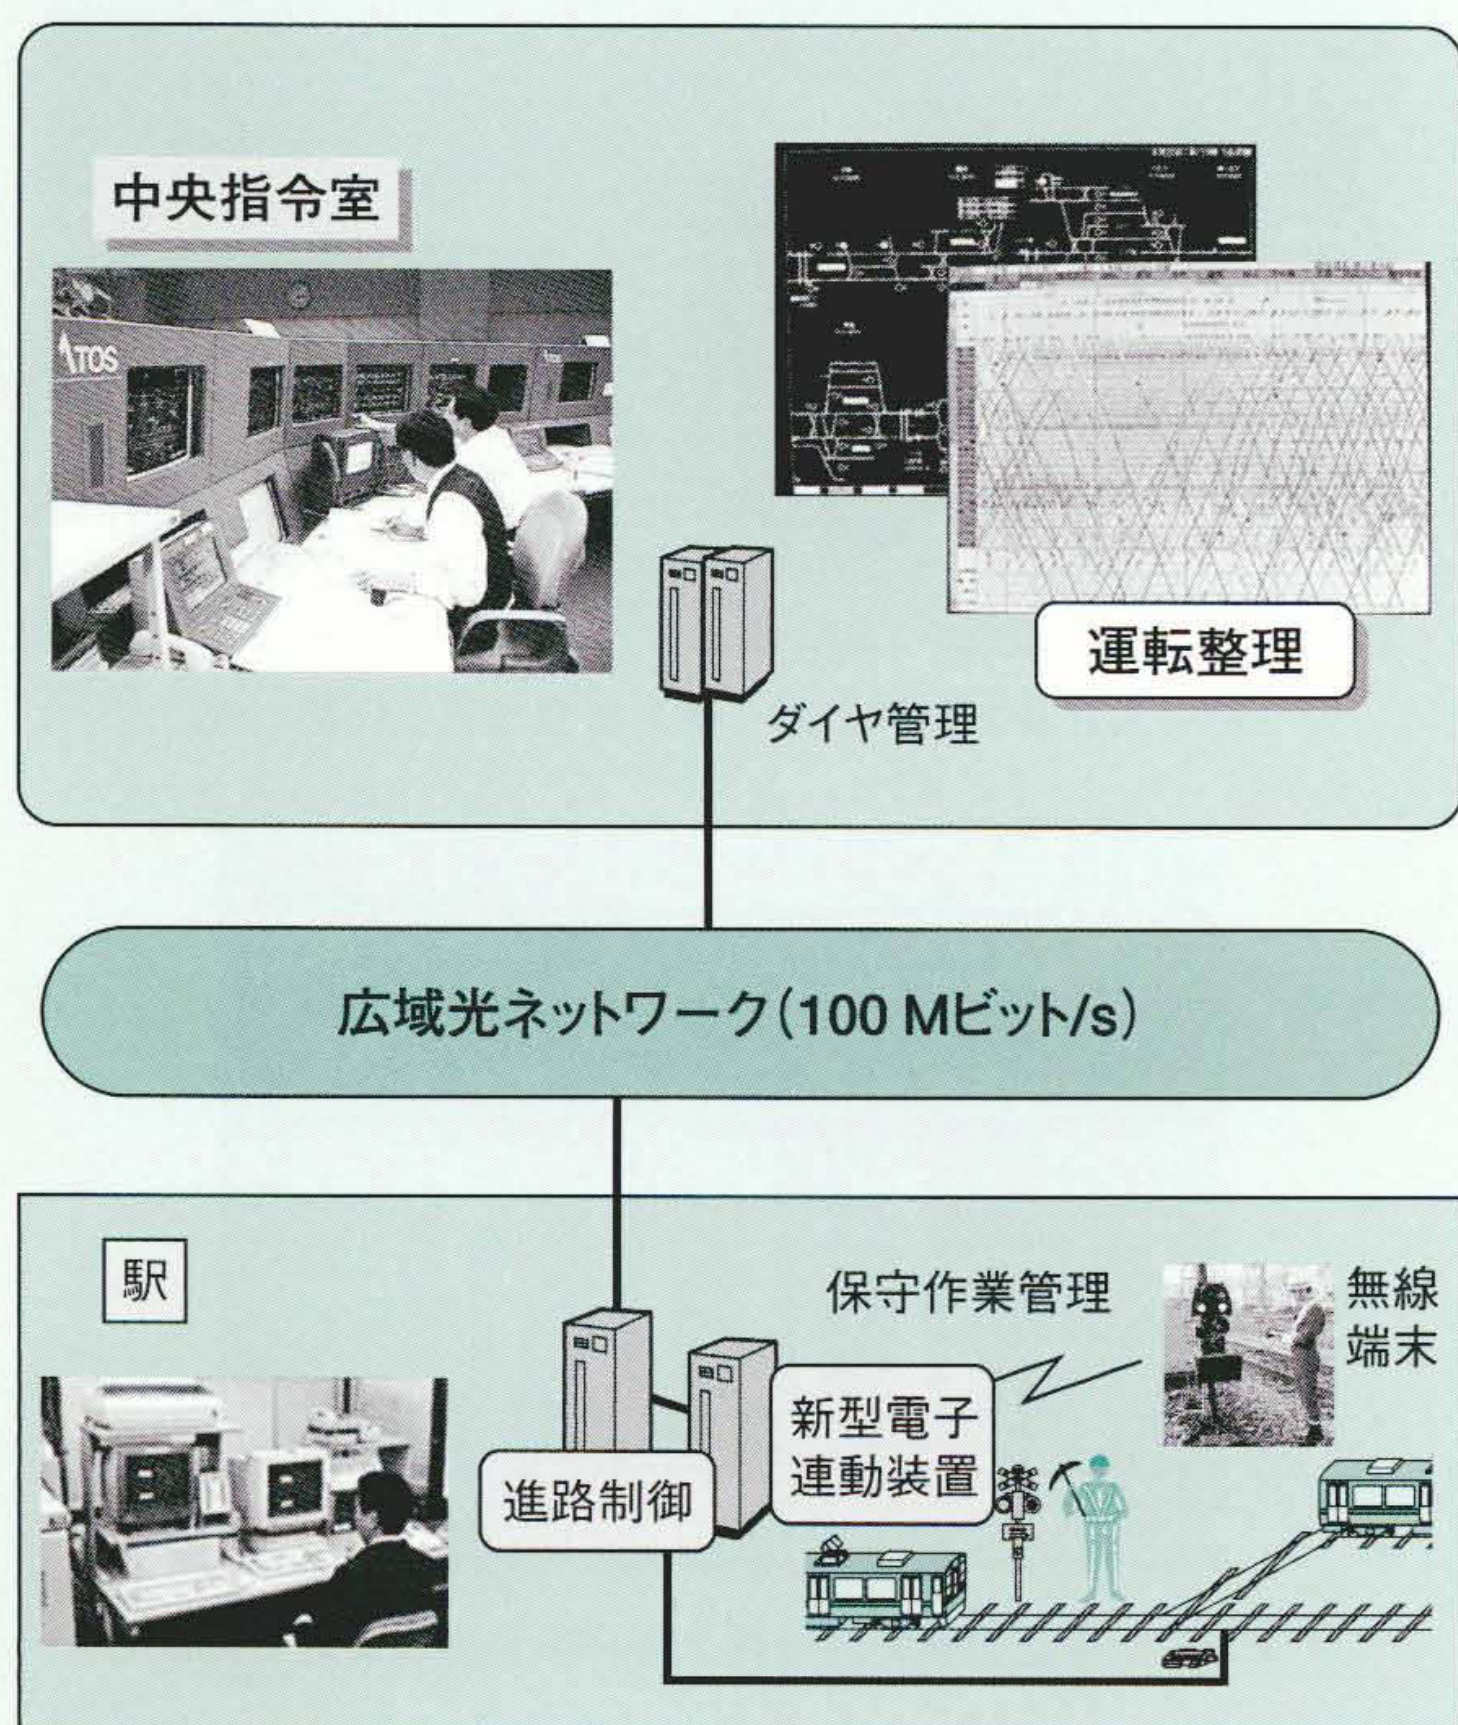 中央指令室
ATOS
運転整理
ダイヤ管理
広域光ネットワーク(100 Mビット/s)
駅
保守作業管理
無線
端末
新型電子
連動装置
進路制御